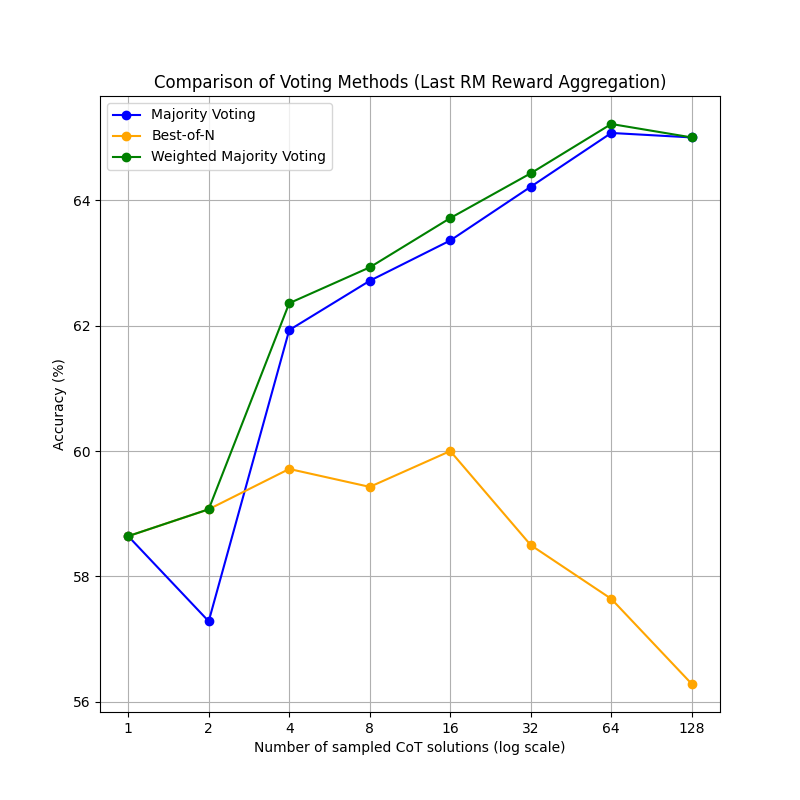 Comparison of Voting Methods (Last RM Reward Aggregation)
Majority Voting
Best-of-N
Weighted Majority Voting
Accuracy (%)
64
62
60
58
56
1 2 4 8 16 32 64 128
Number of sampled CoT solutions (log scale)